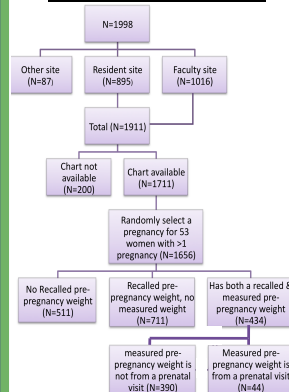 N=1998
Other site
(N=87)
Resident site
(N=895)
Faculty site
(N=1016)
Total (N=1911)
Chart not
available
(N=200)
Chart available
(N=1711)
Randomly select a
pregnancy for 53
women with >1
pregnancy (N=1656)
No Recalled pre-
pregnancy weight
(N=511)
Recalled pre-
pregnancy weight, no
measured weight
(N=711)
Has both a recalled &
measured pre-
pregnancy weight
(N=434)
measured pre-
pregnancy weight is
not from a prenatal
visit (N=390)
Measured pre-
pregnancy weight is
from a prenatal visit
(N=44)